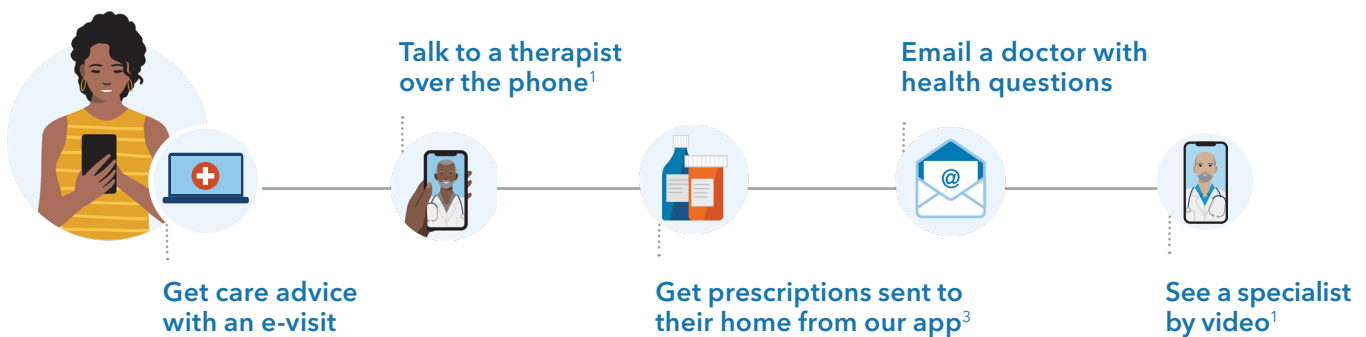 Talk to a therapist
over the phone¹
Email a doctor with
health questions
@
Get care advice
with an e-visit
Get prescriptions sent to
their home from our app³
See a specialist
by video¹